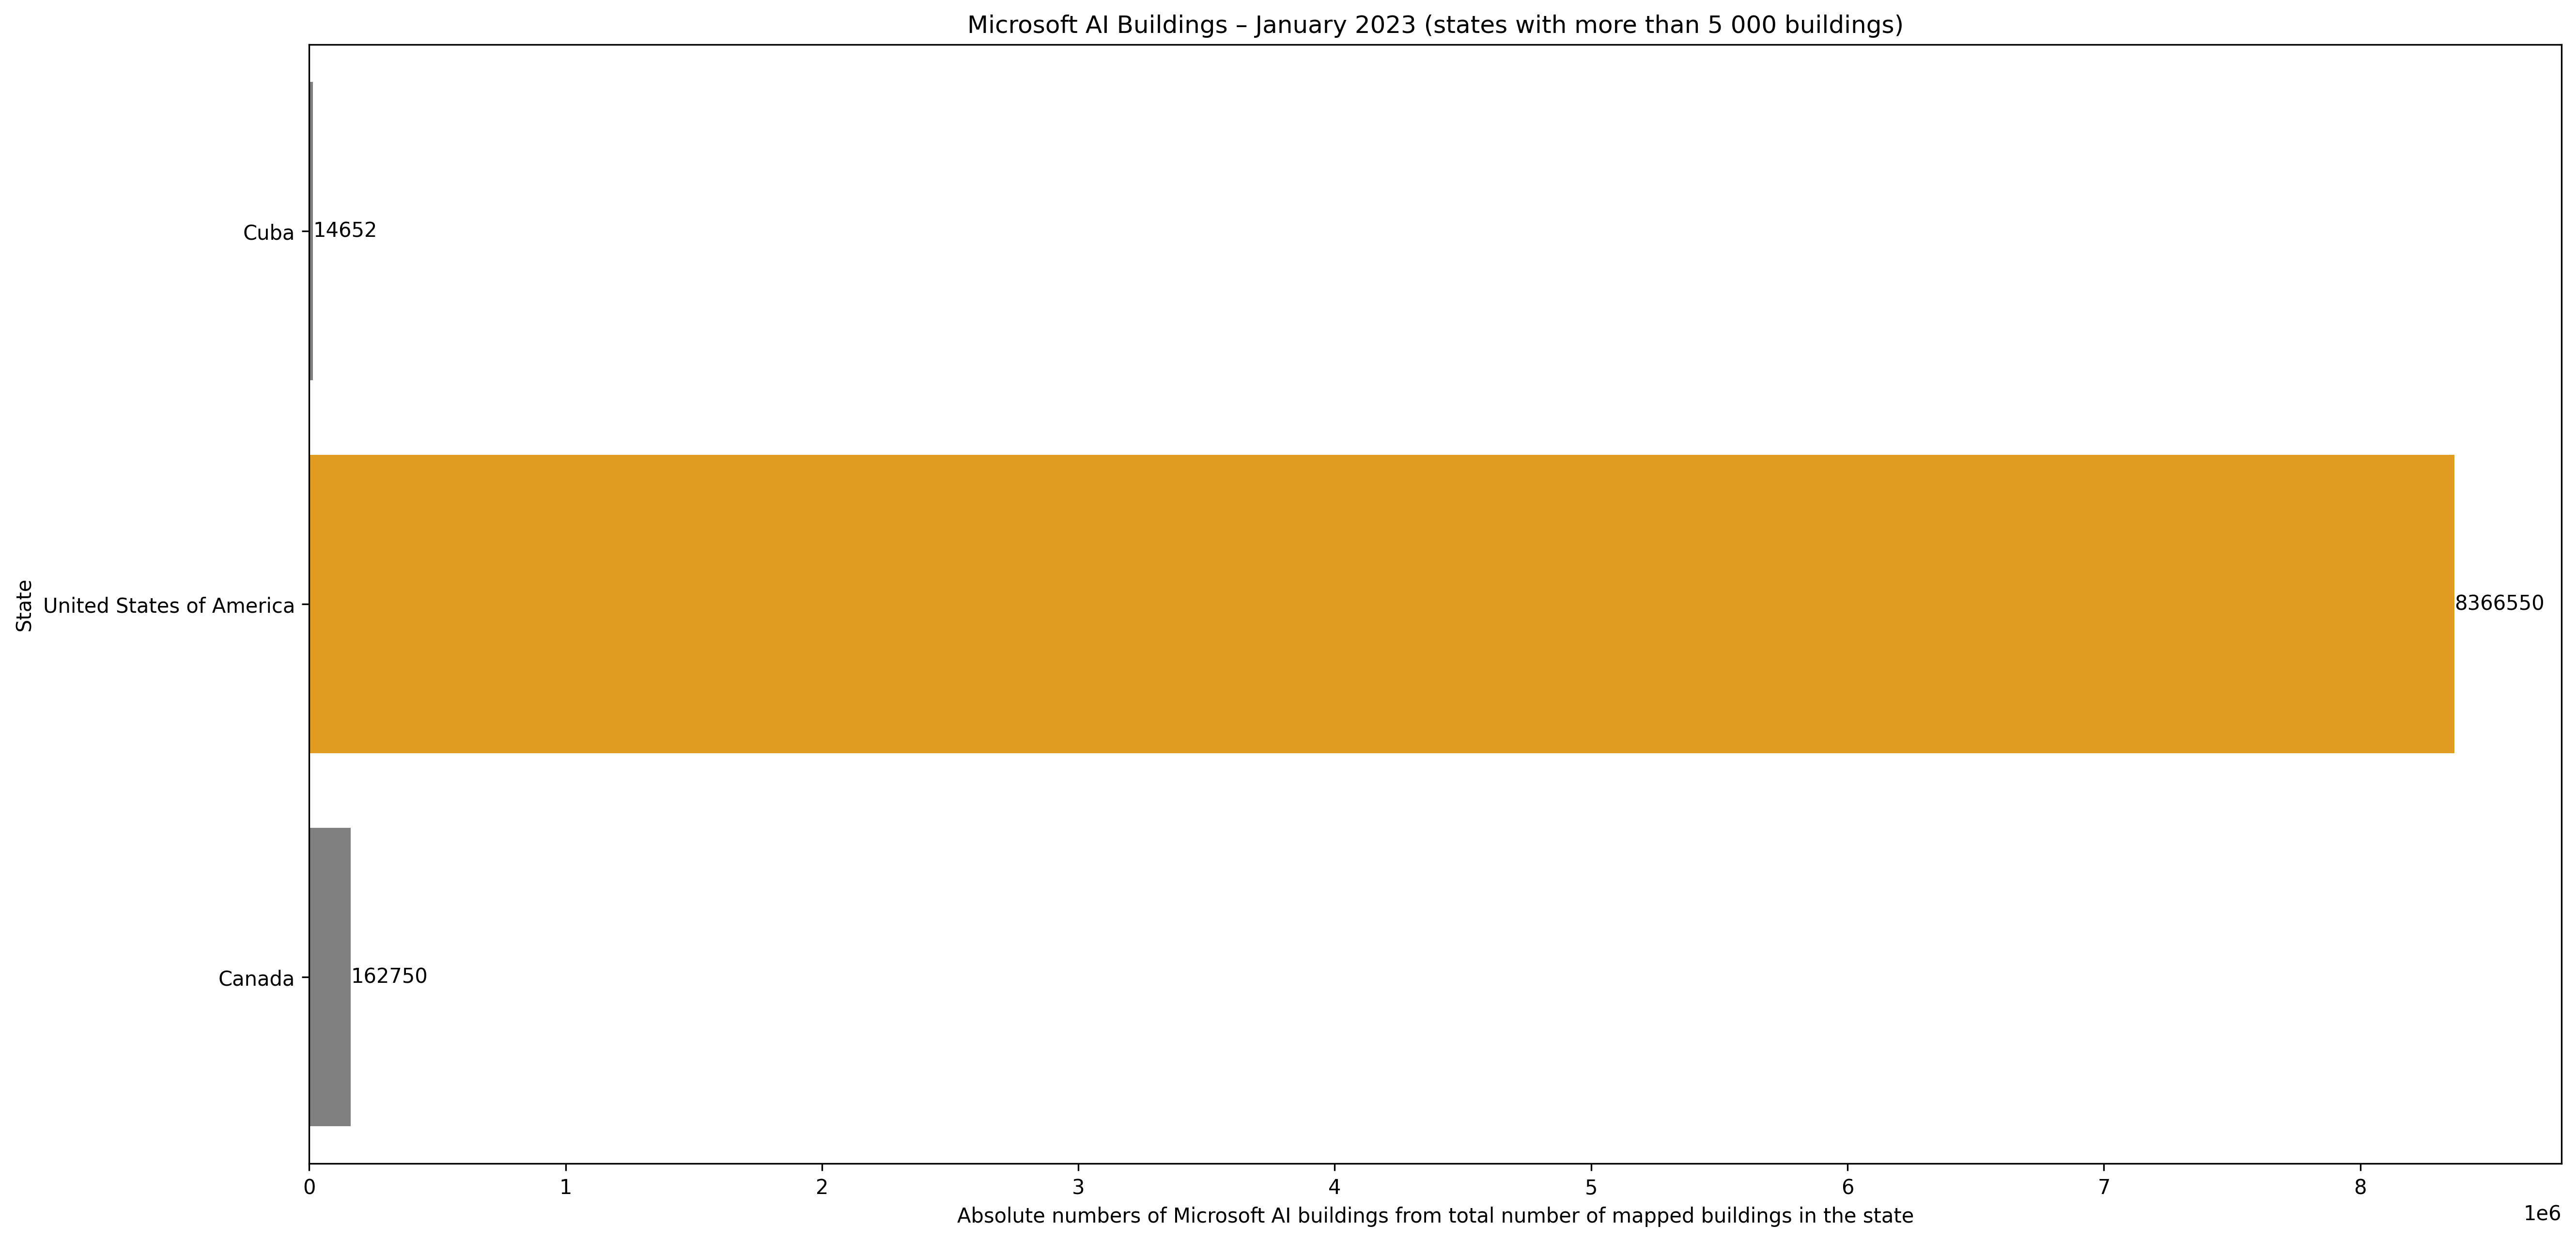 Microsoft AI Buildings – January 2023 (states with more than 5 000 buildings)
Cuba
14652
State
United States of America
8366550
Canada
162750
0 1 2 3 4 5 6 7 8
1e6
Absolute numbers of Microsoft AI buildings from total number of mapped buildings in the state